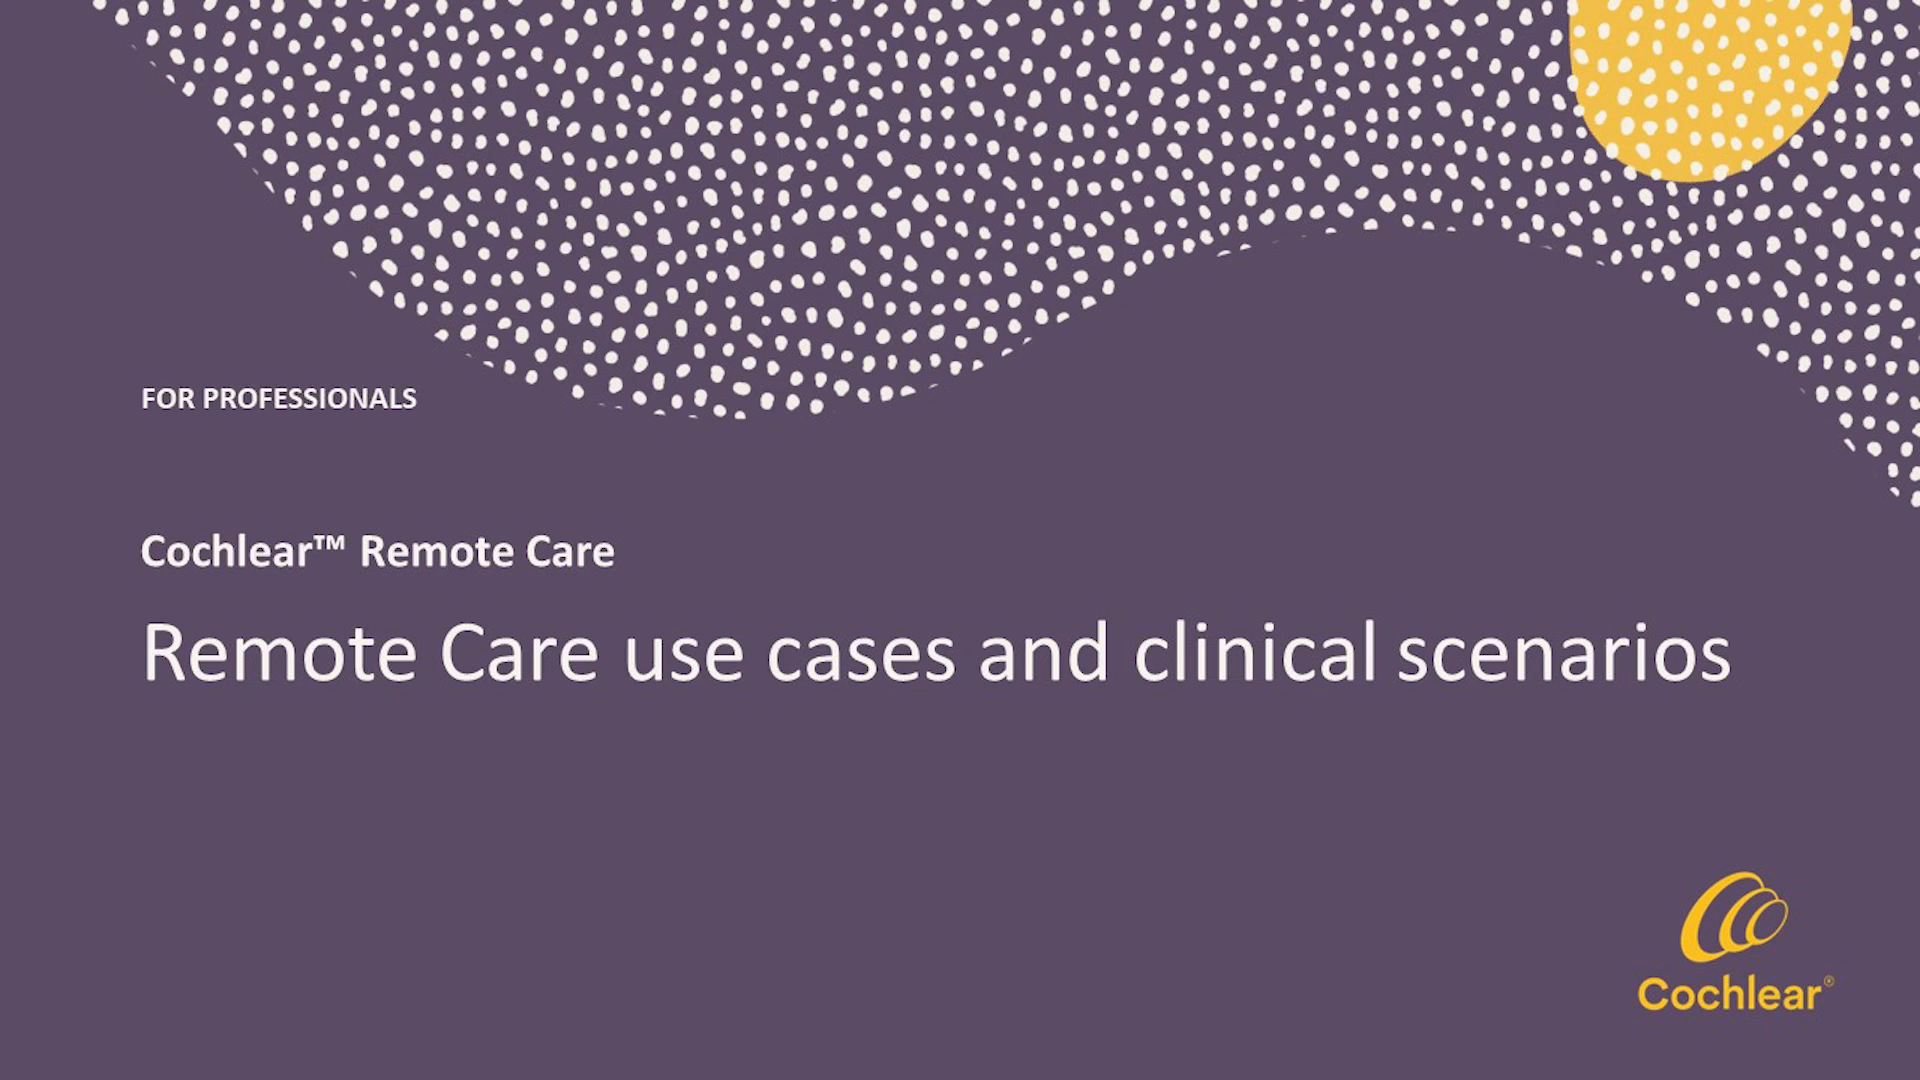 FOR PROFESSIONALS
Cochlear™ Remote Care
Remote Care use cases and clinical scenarios
Cochlear®